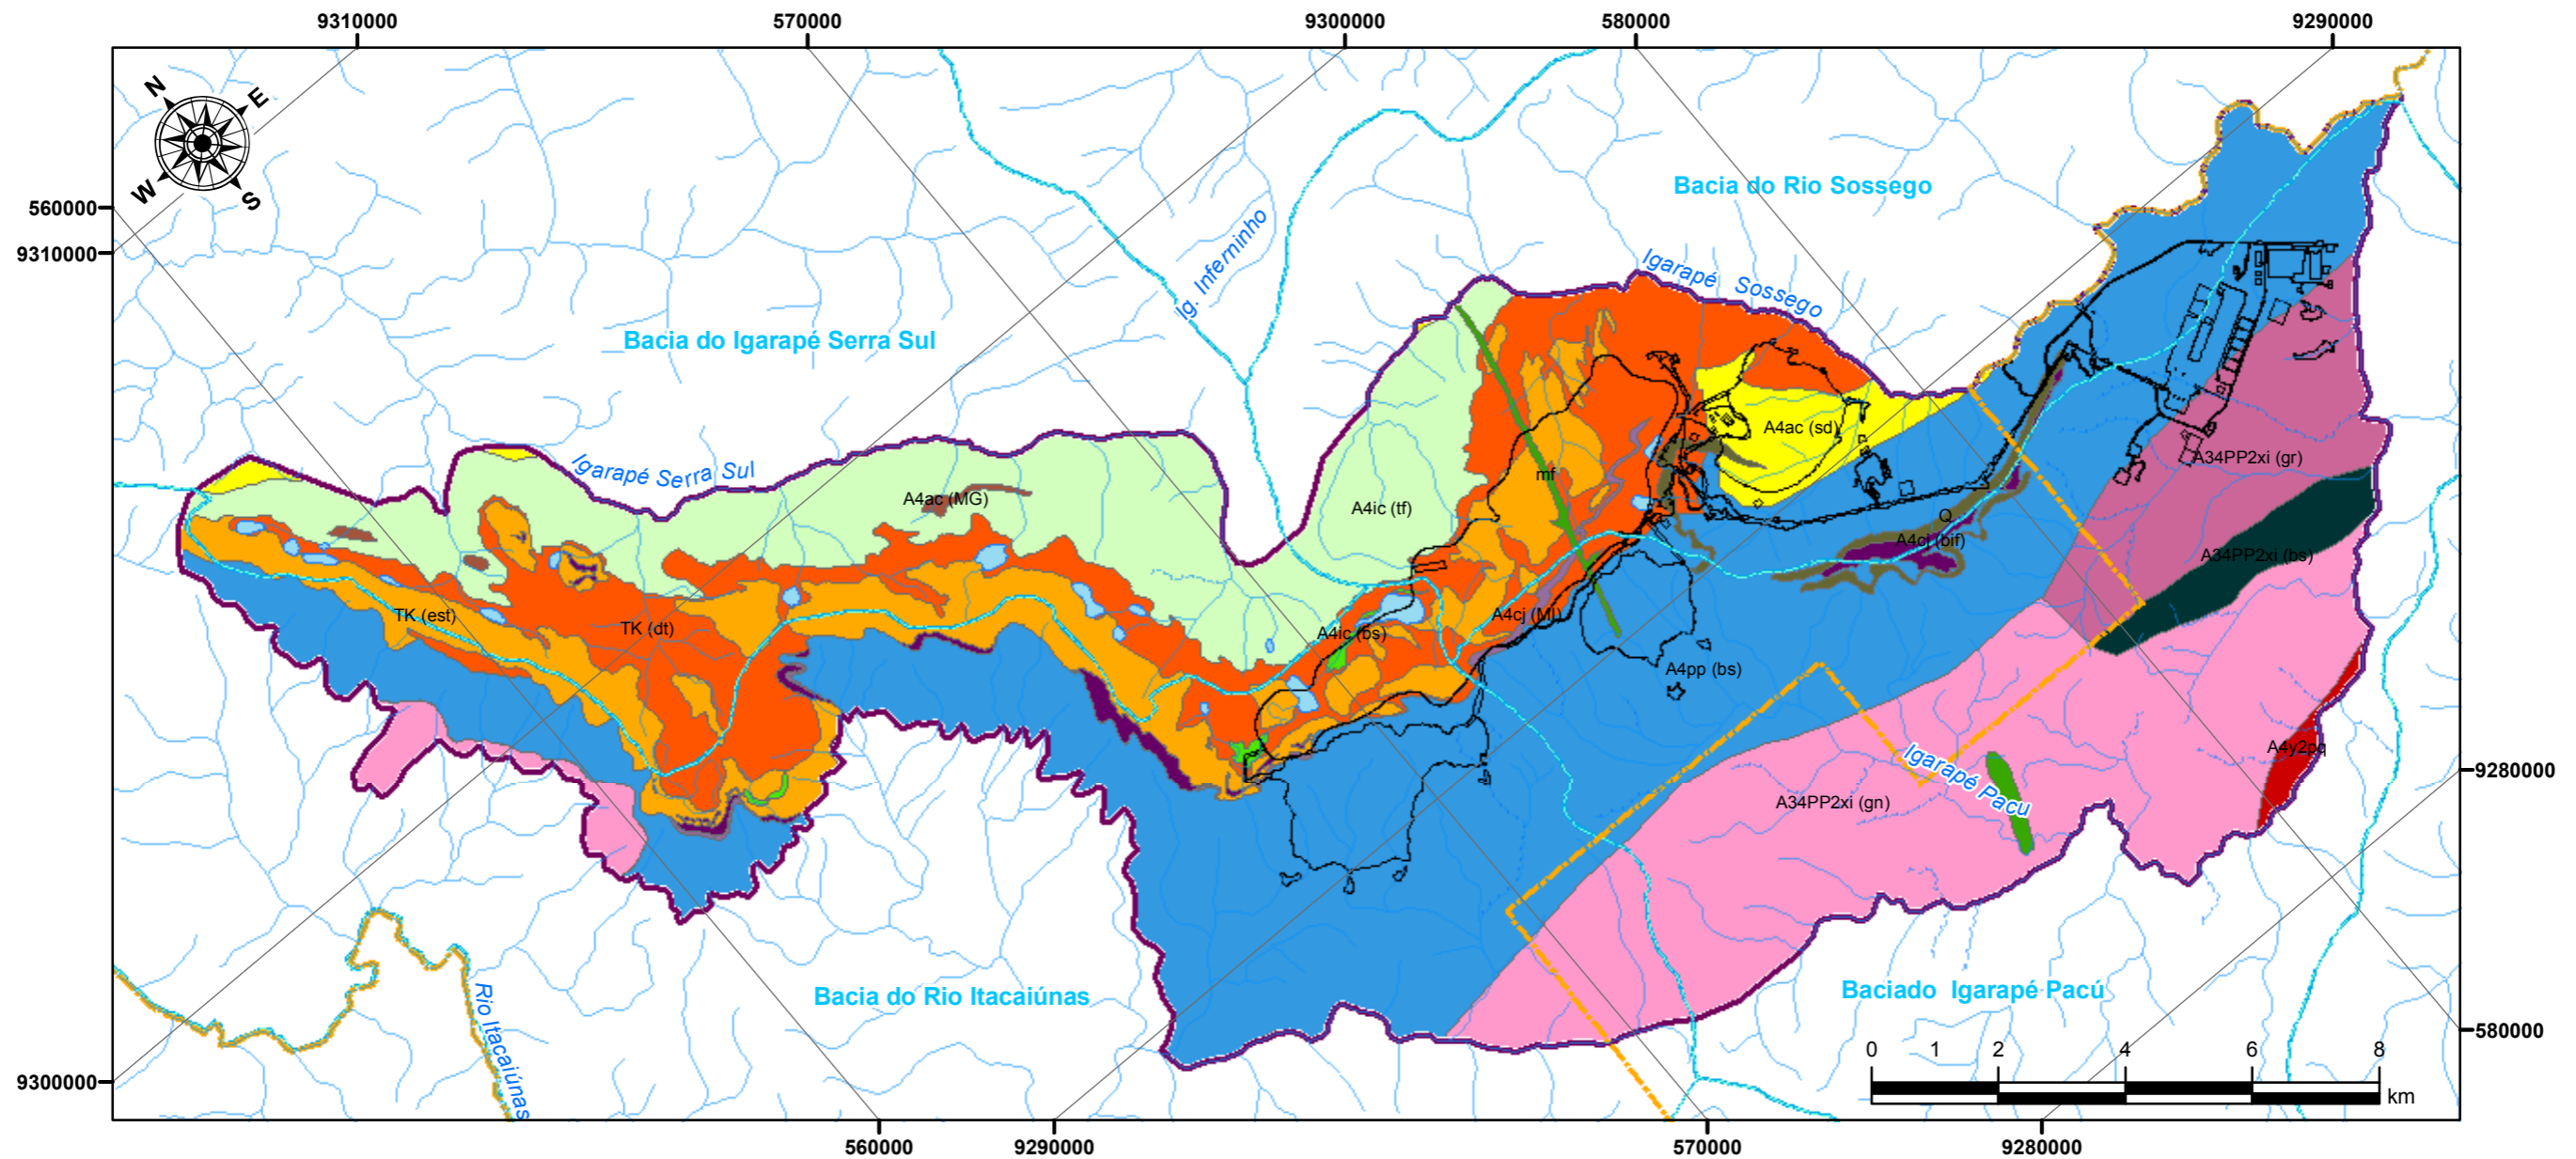 9310000
570000
9300000
580000
9290000
N
E
W
S
560000
9310000
Bacia do Rio Sossego
Ig. Inferninho
Igarapé Sossego
Bacia do Igarapé Serra Sul
Igarapé Serra Sul
A4ac (sd)
A34PP2xi (gr)
mf
A4ac (MG)
A4ic (tf)
Q
A4cj (bif)
A34PP2xi (bs)
TK (est)
TK (dt)
A4ic (bs)
A4cj (MI)
A4pp (bs)
A4y2pq
Igarapé Pacu
A34PP2xi (gn)
9280000
Bacia do Rio Itacaiúnas
Rio Itacaiúnas
Baciado Igarapé Pacú
580000
0 1 2 4 6 8
km
9300000
560000
9290000
570000
9280000